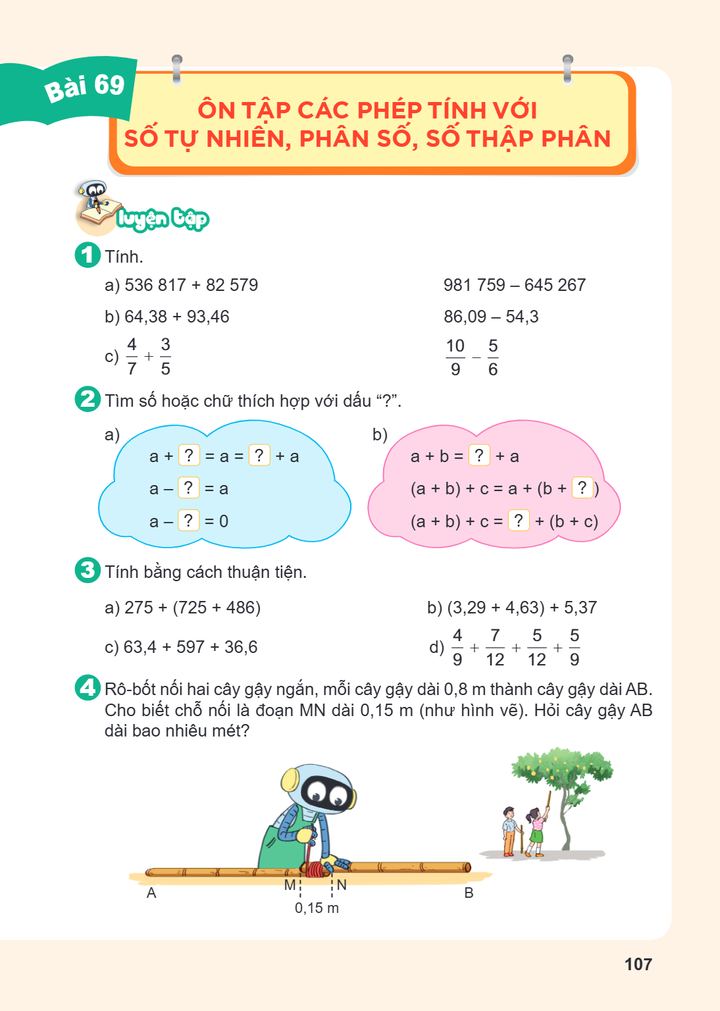 Bài 69
ÔN TẬP CÁC PHÉP TÍNH VỚI
SỐ TỰ NHIÊN, PHÂN SỐ, SỐ THẬP PHÂN
luyện tập
1 Tính.
a) 536 817 + 82 579 981 759 – 645 267
b) 64,38 + 93,46 86,09 – 54,3
c) 4/7 + 3/5 10/9 – 5/6
2 Tìm số hoặc chữ thích hợp với dấu “?”.
a)
a + ? = a = ? + a
a – ? = a
a – ? = 0
b)
a + b = ? + a
(a + b) + c = a + (b + ?)
(a + b) + c = ? + (b + c)
3 Tính bằng cách thuận tiện.
a) 275 + (725 + 486) b) (3,29 + 4,63) + 5,37
c) 63,4 + 597 + 36,6 d) 4/9 + 7/12 + 5/12 + 5/9
4 Rô-bốt nối hai cây gậy ngắn, mỗi cây gậy dài 0,8 m thành cây gậy dài AB.
Cho biết chỗ nối là đoạn MN dài 0,15 m (như hình vẽ). Hỏi cây gậy AB
dài bao nhiêu mét?
A M N B
0,15 m
107